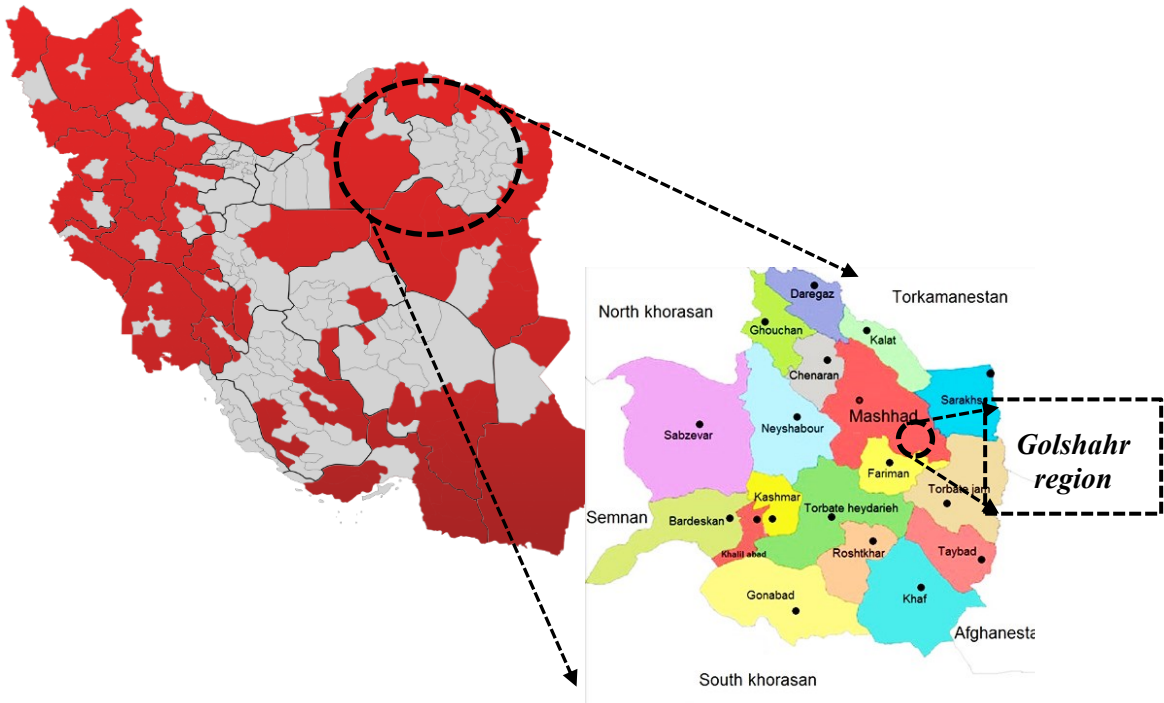 Daregaz
Torkamanestan
North khorasan
Ghouchan
Kalat
Chenaran
Sarakhs
Mashhad
Neyshabour
Sabzevar
Golshahr
region
Fariman
Torbate jam
Kashmar
Torbate heydarieh
Semnan
Bardeskan
Khalil abad
Roshtkhar
Taybad
Gonabad
Khaf
Afghanesta
South khorasan